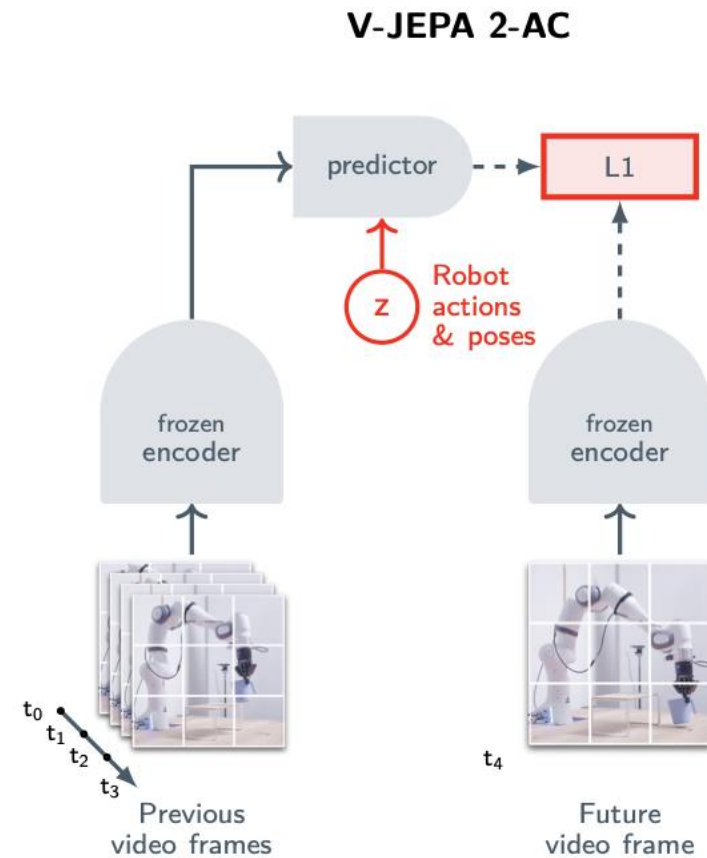 V-JEPA 2-AC
predictor
L1
z
Robot
actions
& poses
frozen
encoder
frozen
encoder
t₀
t₁
t₂
t₃
t₄
Previous
video frames
Future
video frame